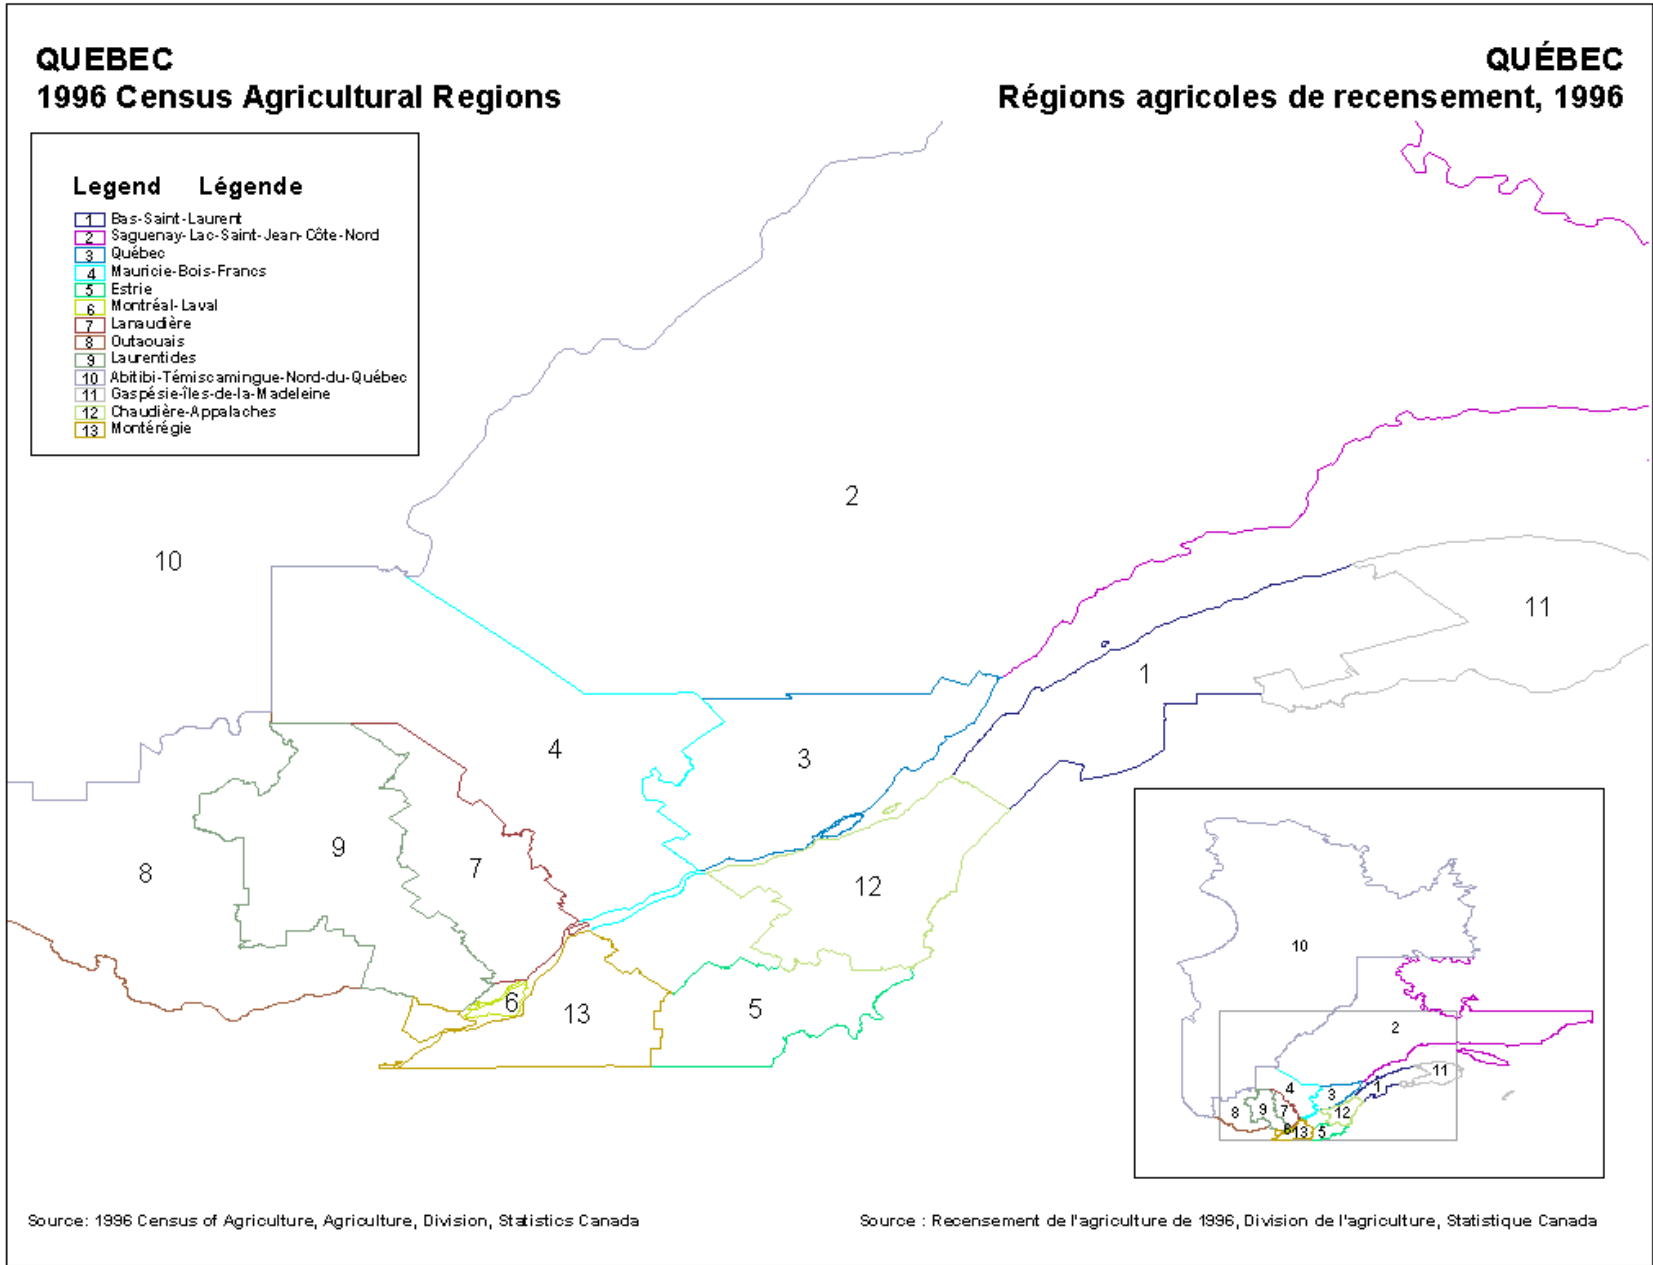 QUEBEC
1996 Census Agricultural Regions
QUÉBEC
Régions agricoles de recensement, 1996
Legend Légende
1 Bas-Saint-Laurent
2 Saguenay-Lac-Saint-Jean-Côte-Nord
3 Québec
4 Mauricie-Bois-Francs
5 Estrie
6 Montréal-Laval
7 Lanaudière
8 Outaouais
9 Laurentides
10 Abitibi-Témiscamingue-Nord-du-Québec
11 Gaspésie-îles-de-la-Madeleine
12 Chaudière-Appalaches
13 Montérégie
2
10
11
1
4
3
9
7
8
12
6
13
5
10
2
11
4
3
1
8
9
7
12
6
13
5
Source: 1996 Census of Agriculture, Agriculture, Division, Statistics Canada
Source : Recensement de l'agriculture de 1996, Division de l'agriculture, Statistique Canada